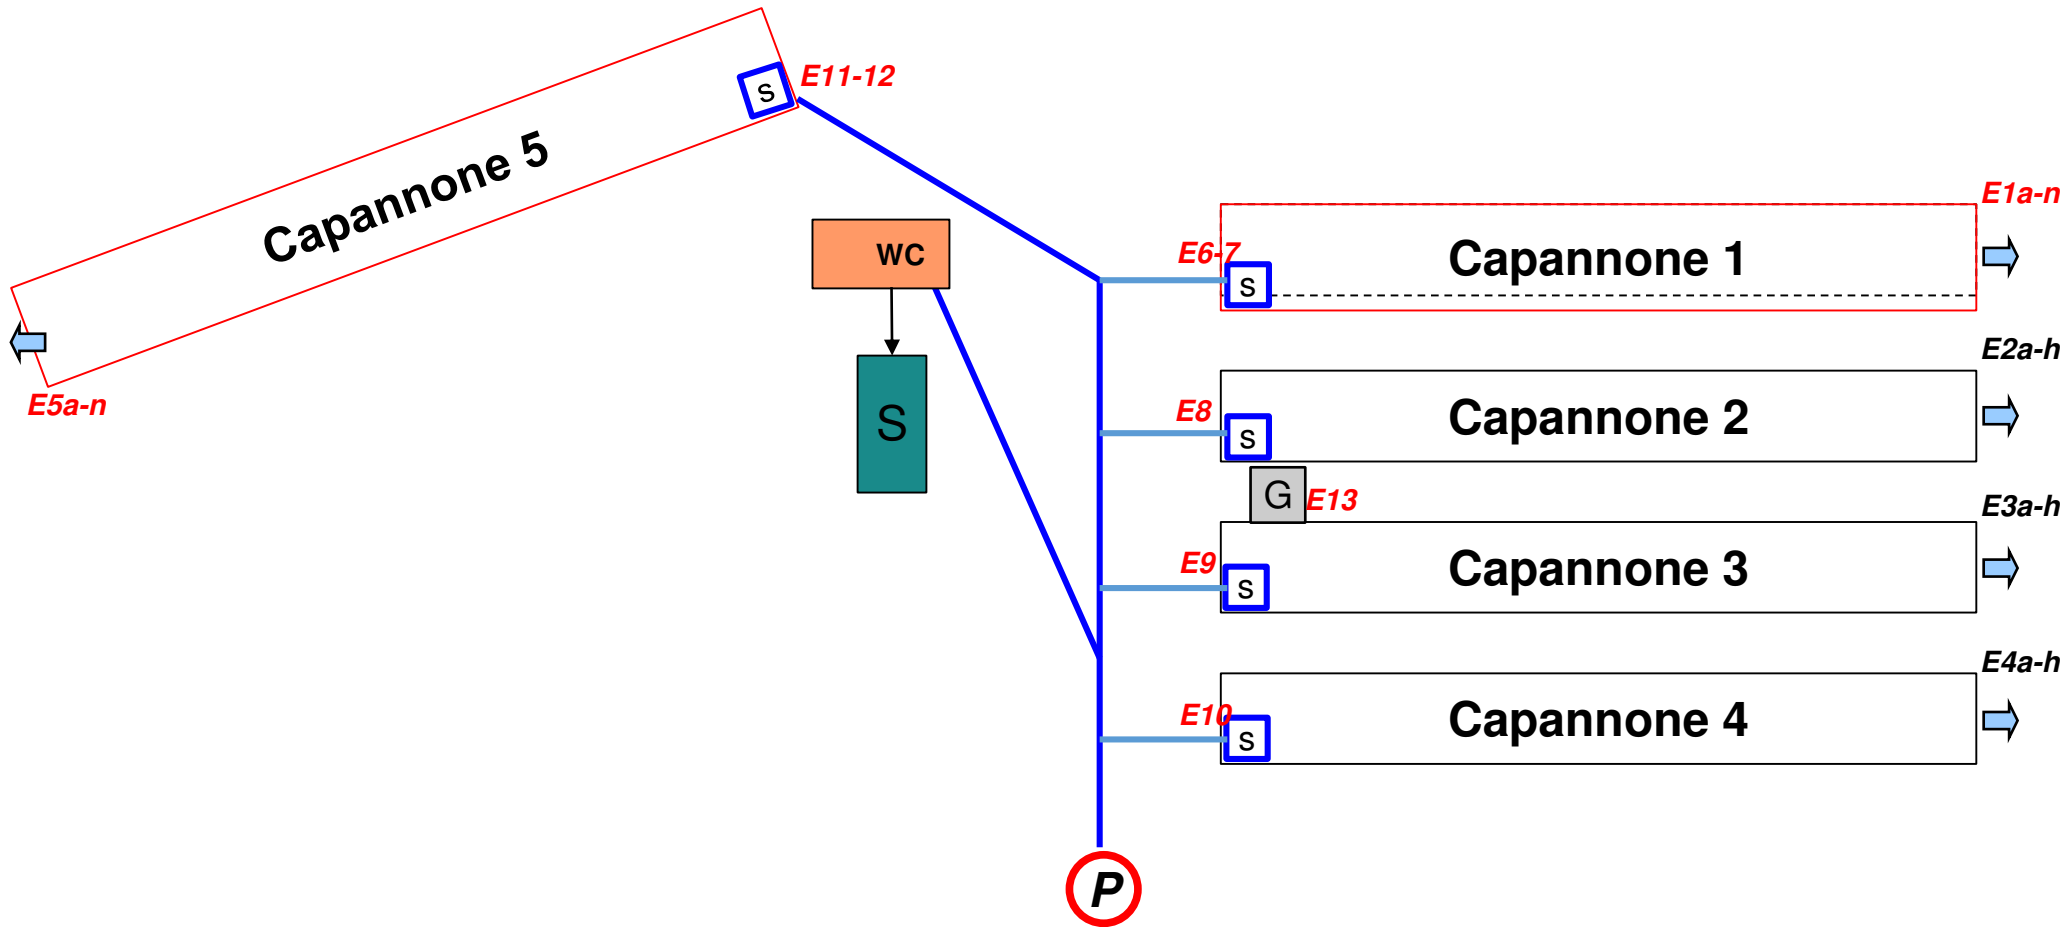 E11-12
s
Capannone 5
E5a-n
WC
S
E1a-n
E6-7
Capannone 1
s
E2a-h
E8
Capannone 2
s
G
E13
E3a-h
E9
Capannone 3
s
E4a-h
E10
Capannone 4
s
P